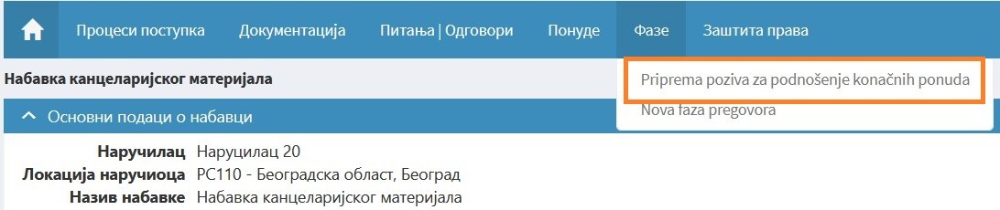 Процеси поступка Документација Питања | Одговори Понуде Фазе Заштита права
Priprema poziva za podnošenje konačnih ponuda
Nova faza pregovora
Набавка канцеларијског материјала
Основни подаци о набавци
Наручилац Наруцилац 20
Локација наручиоца РС110 - Београдска област, Београд
Назив набавке Набавка канцеларијског материјала